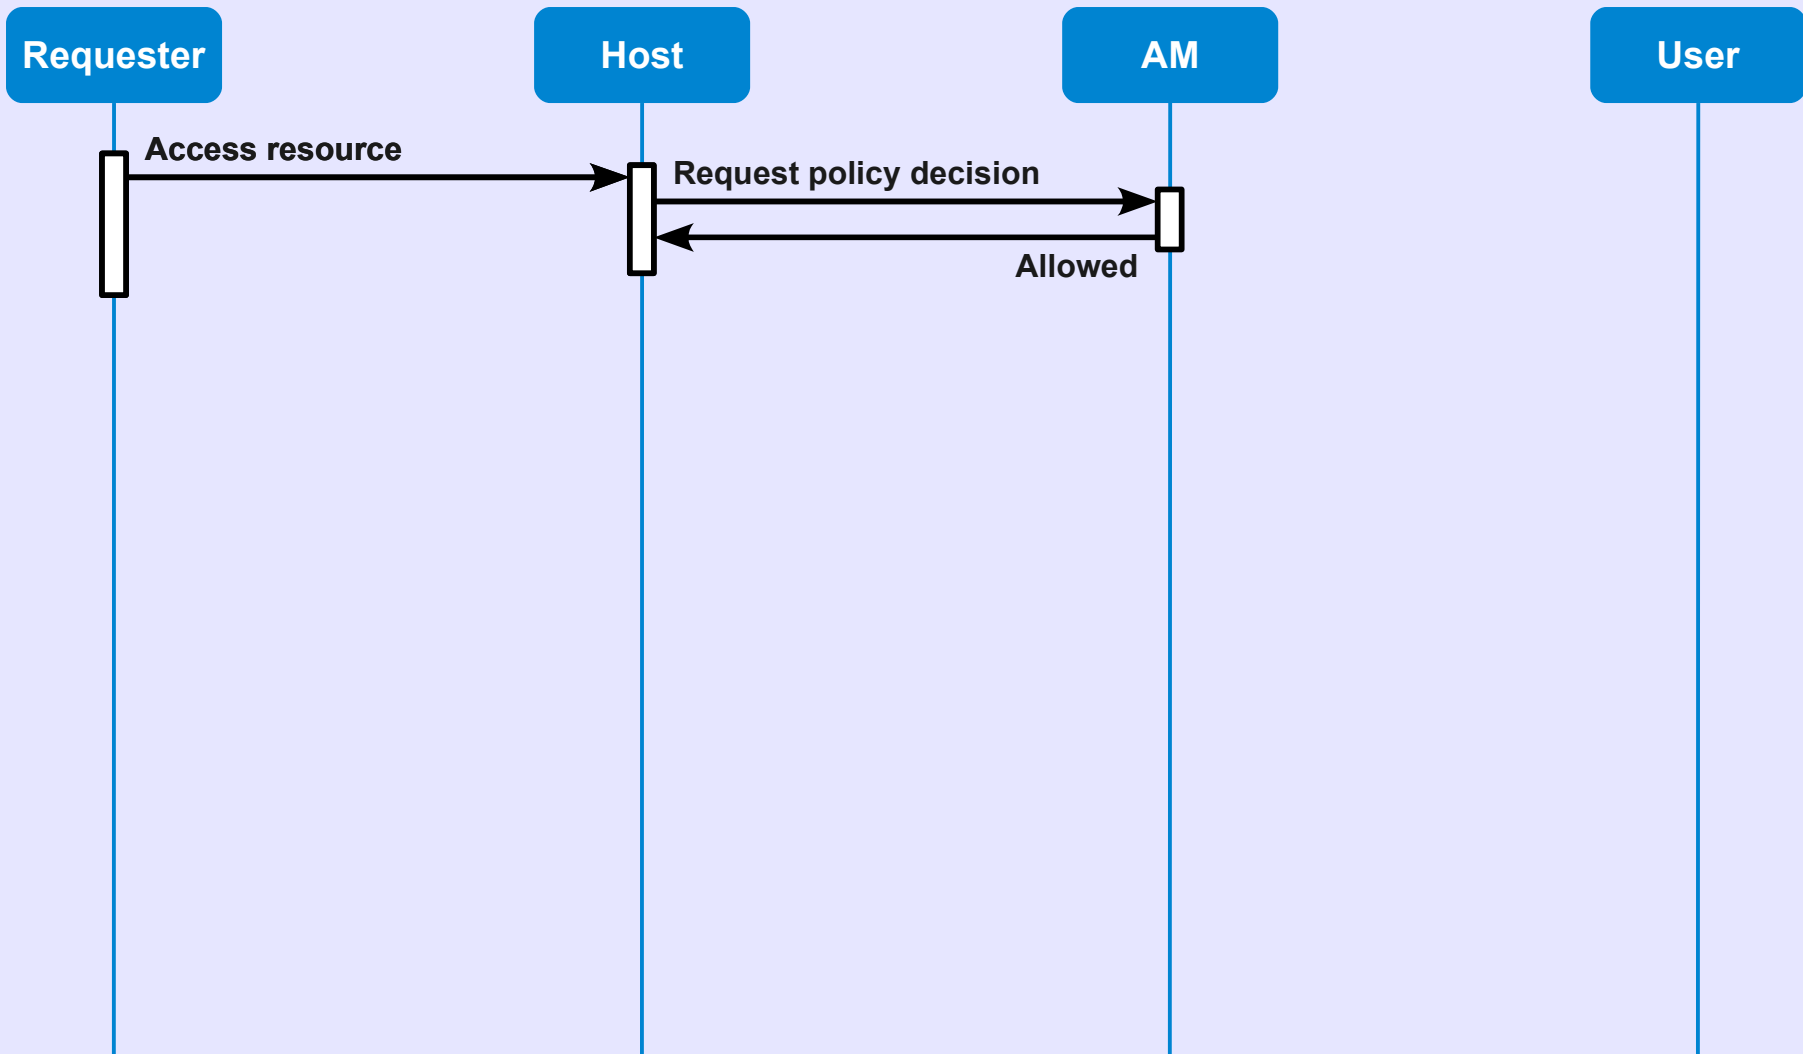 Requester
Host
AM
User
Access resource
Request policy decision
Allowed